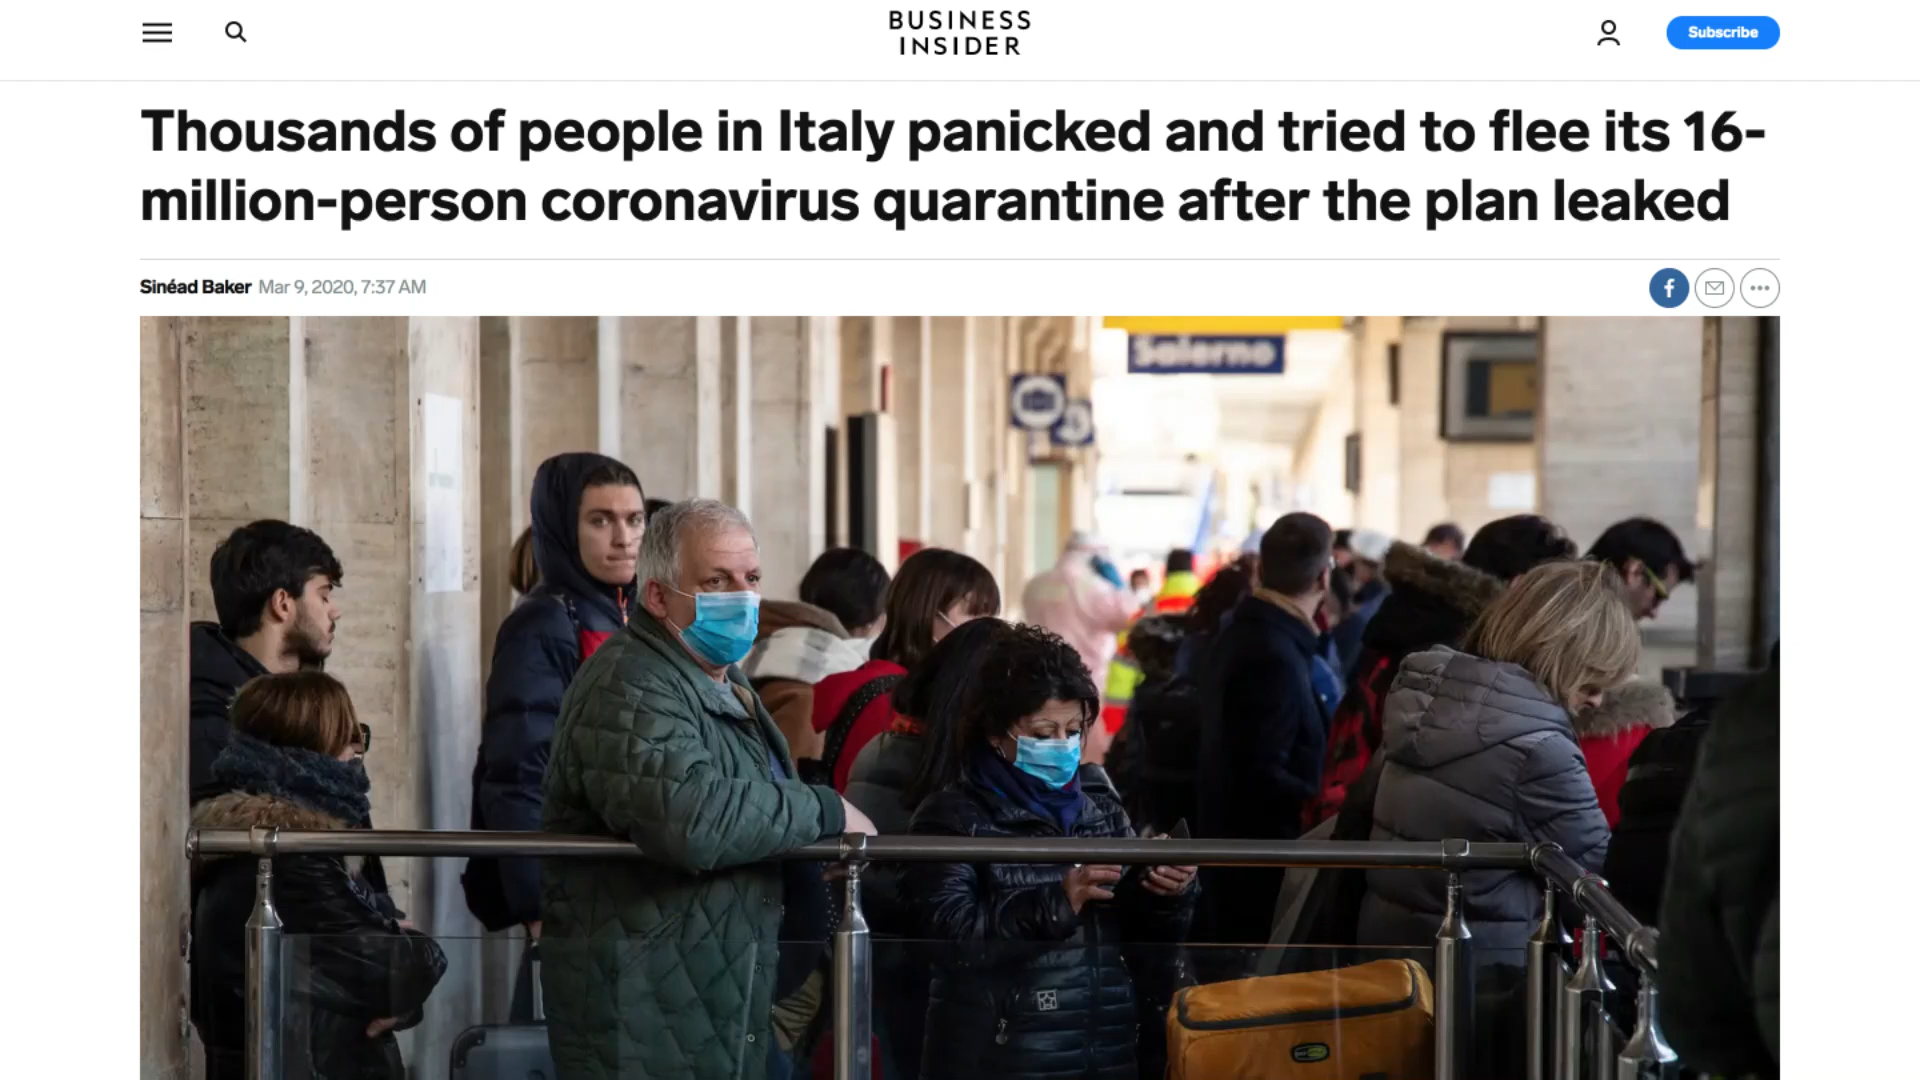 BUSINESS
INSIDER
Subscribe
Thousands of people in Italy panicked and tried to flee its 16-
million-person coronavirus quarantine after the plan leaked
Sinéad Baker Mar 9, 2020, 7:37 AM
Salerno